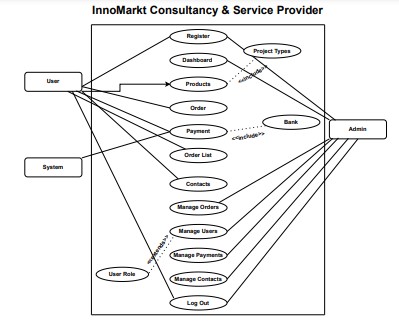 InnoMarkt Consultancy & Service Provider
Register
Project Types
Dashboard
<<include>>
User
Products
Order
Bank
Payment
<<include>>
Admin
Order List
System
Contacts
Manage Orders
Manage Users
<<extends>>
Manage Payments
User Role
Manage Contacts
Log Out